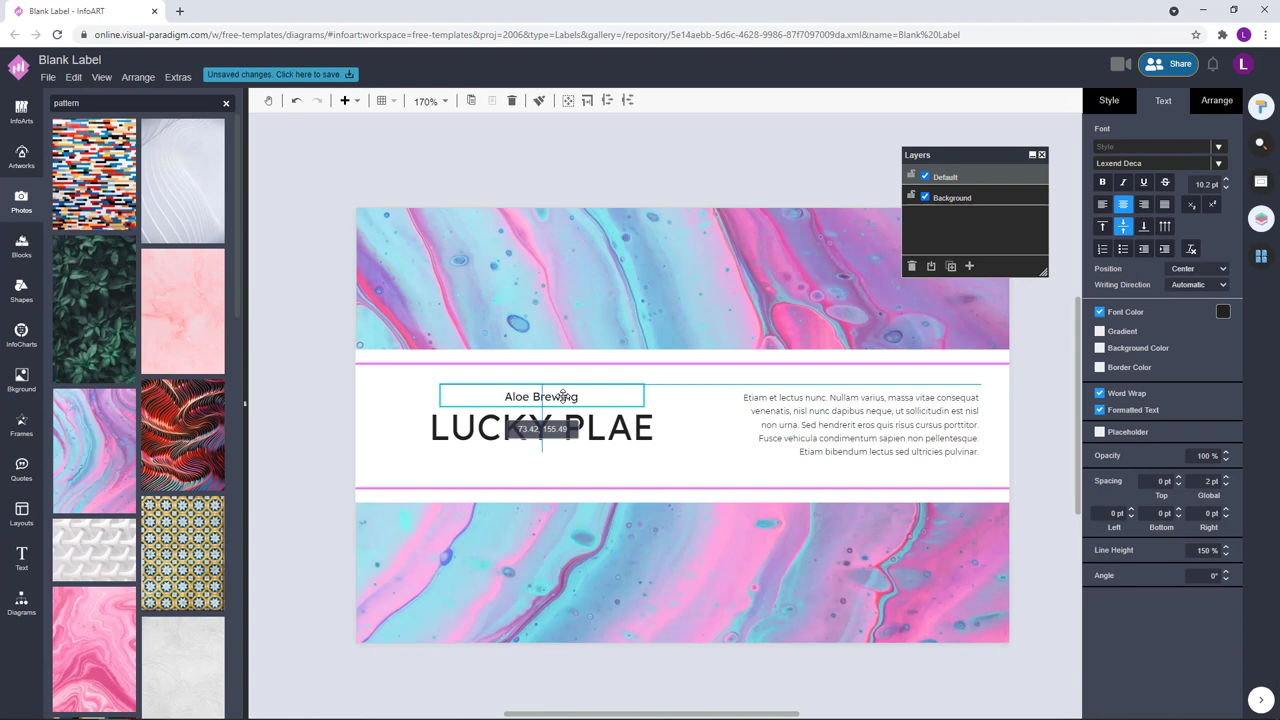 Blank Label - InfoART
online.visual-paradigm.com/w/free-templates/diagrams/#infoart:workspace=free-templates&proj=2006&type=Labels&gallery=/repository/5e14aebb-5d6c-4628-9986-87f7097009da.xml&name=Blank%20Label
L
Blank Label
File Edit View Arrange Extras
Unsaved changes. Click here to save.
Share
L
pattern
170%
Style Text Arrange
InfoArts
Artworks
Photos
Blocks
Shapes
InfoCharts
Bkground
Frames
Quotes
Layouts
Text
Diagrams
Layers
Default
Background
Aloe Brewing
LUCKY PLAE
73.42, 155.49
Etiam et lectus nunc. Nullam varius, massa vitae consequat
venenatis, nisl nunc dapibus neque, ut sollicitudin est nisl
non urna. Sed hendrerit eros quis risus cursus porttitor.
Fusce vehicula condimentum sapien non pellentesque.
Etiam bibendum lectus sed ultricies pulvinar.
Font
Style
Lexend Deca
B I U S 10.2 pt
Position Center
Writing Direction Automatic
Font Color
Gradient
Background Color
Border Color
Word Wrap
Formatted Text
Placeholder
Opacity 100 %
Spacing 0 pt 2 pt
Top Global
0 pt 0 pt 0 pt
Left Bottom Right
Line Height 150 %
Angle 0°